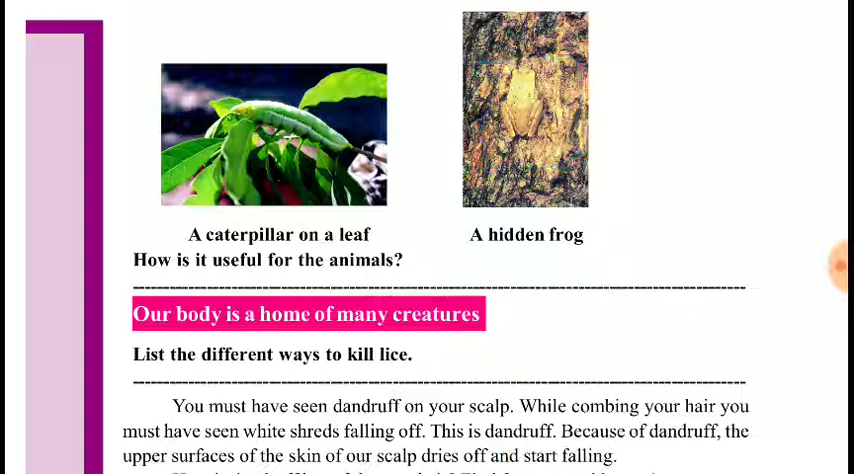 A caterpillar on a leaf
A hidden frog
How is it useful for the animals?
Our body is a home of many creatures
List the different ways to kill lice.
You must have seen dandruff on your scalp. While combing your hair you
must have seen white shreds falling off. This is dandruff. Because of dandruff, the
upper surfaces of the skin of our scalp dries off and start falling.